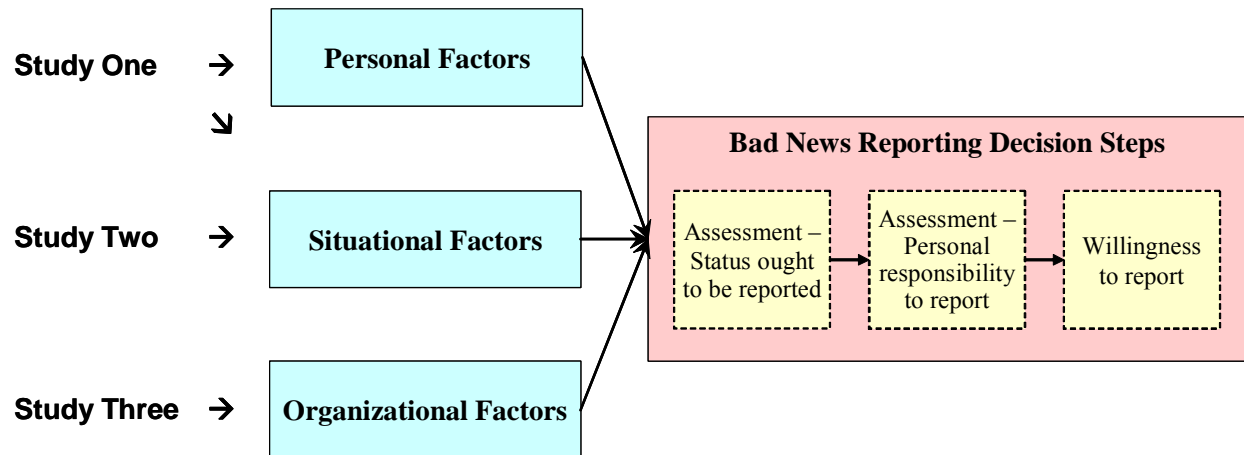 Study One → Personal Factors
Bad News Reporting Decision Steps
Study Two → Situational Factors
Assessment –
Status ought
to be reported
Assessment –
Personal
responsibility
to report
Willingness
to report
Study Three → Organizational Factors